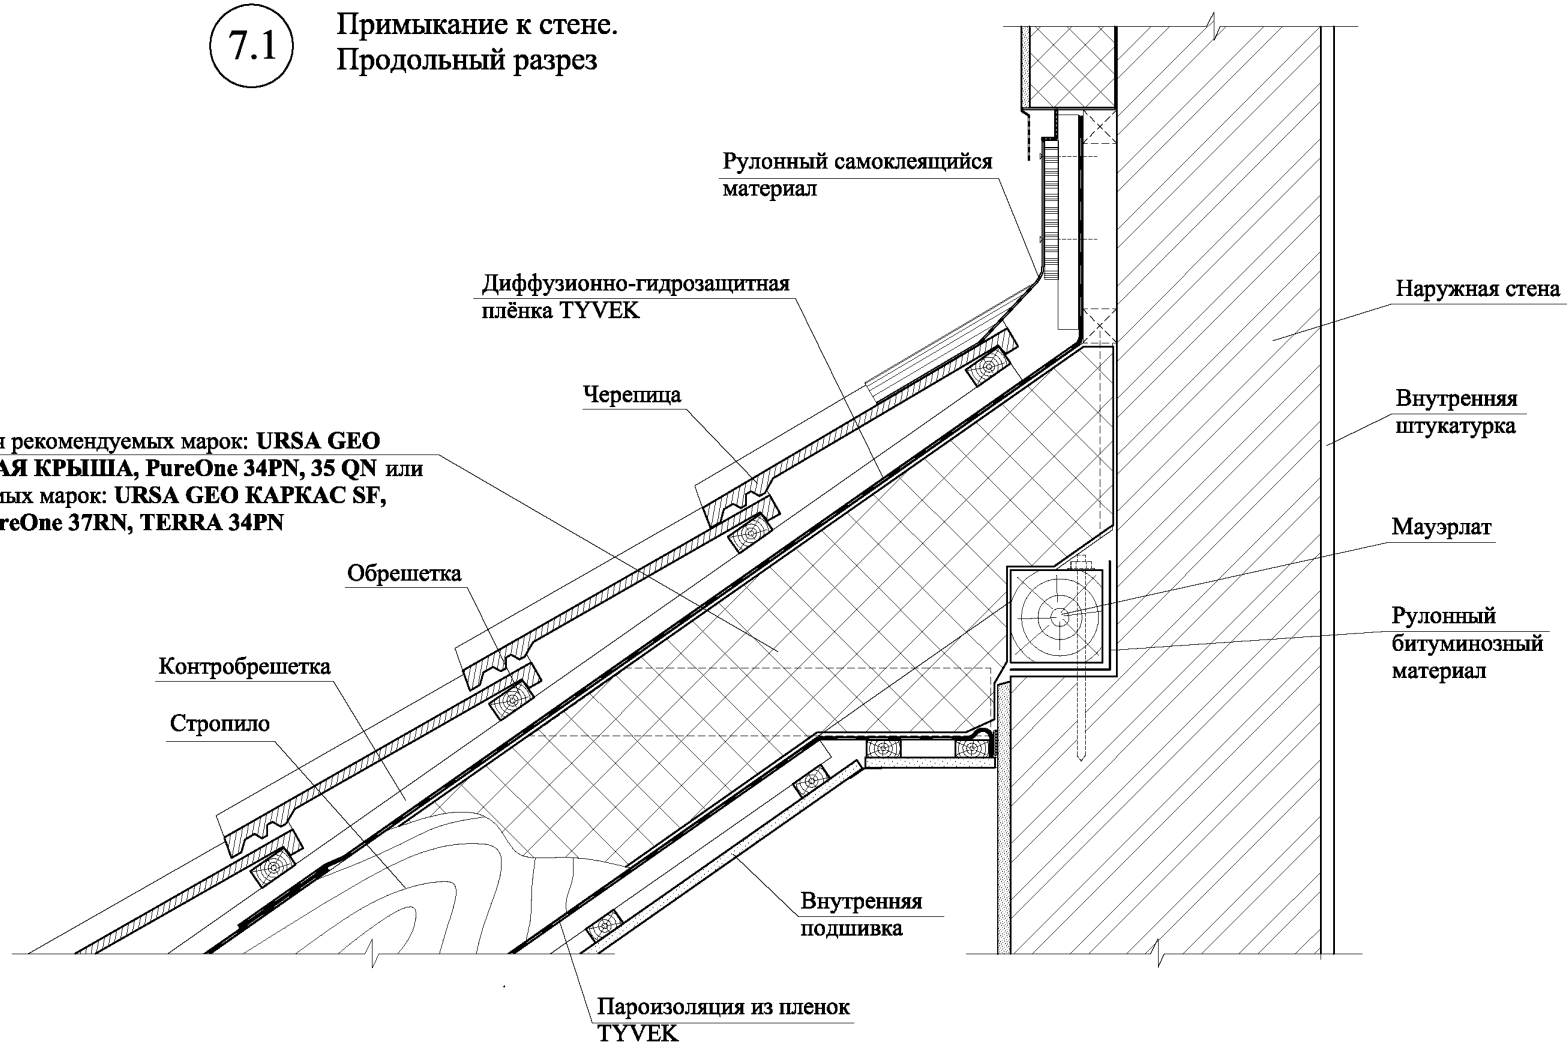 7.1
Примыкание к стене.
Продольный разрез
Рулонный самоклеящийся
материал
Диффузионно-гидрозащитная
плёнка TYVEK
Черепица
рекомендуемых марок: URSA GEO
КРЫША, PureOne 34PN, 35 QN или
марок: URSA GEO КАРКАС SF,
37RN, TERRA 34PN
Обрешетка
Контробрешетка
Стропило
Наружная стена
Внутренняя
штукатурка
Мауэрлат
Рулонный
битуминозный
материал
Внутренняя
подшивка
Пароизоляция из пленок
TYVEK